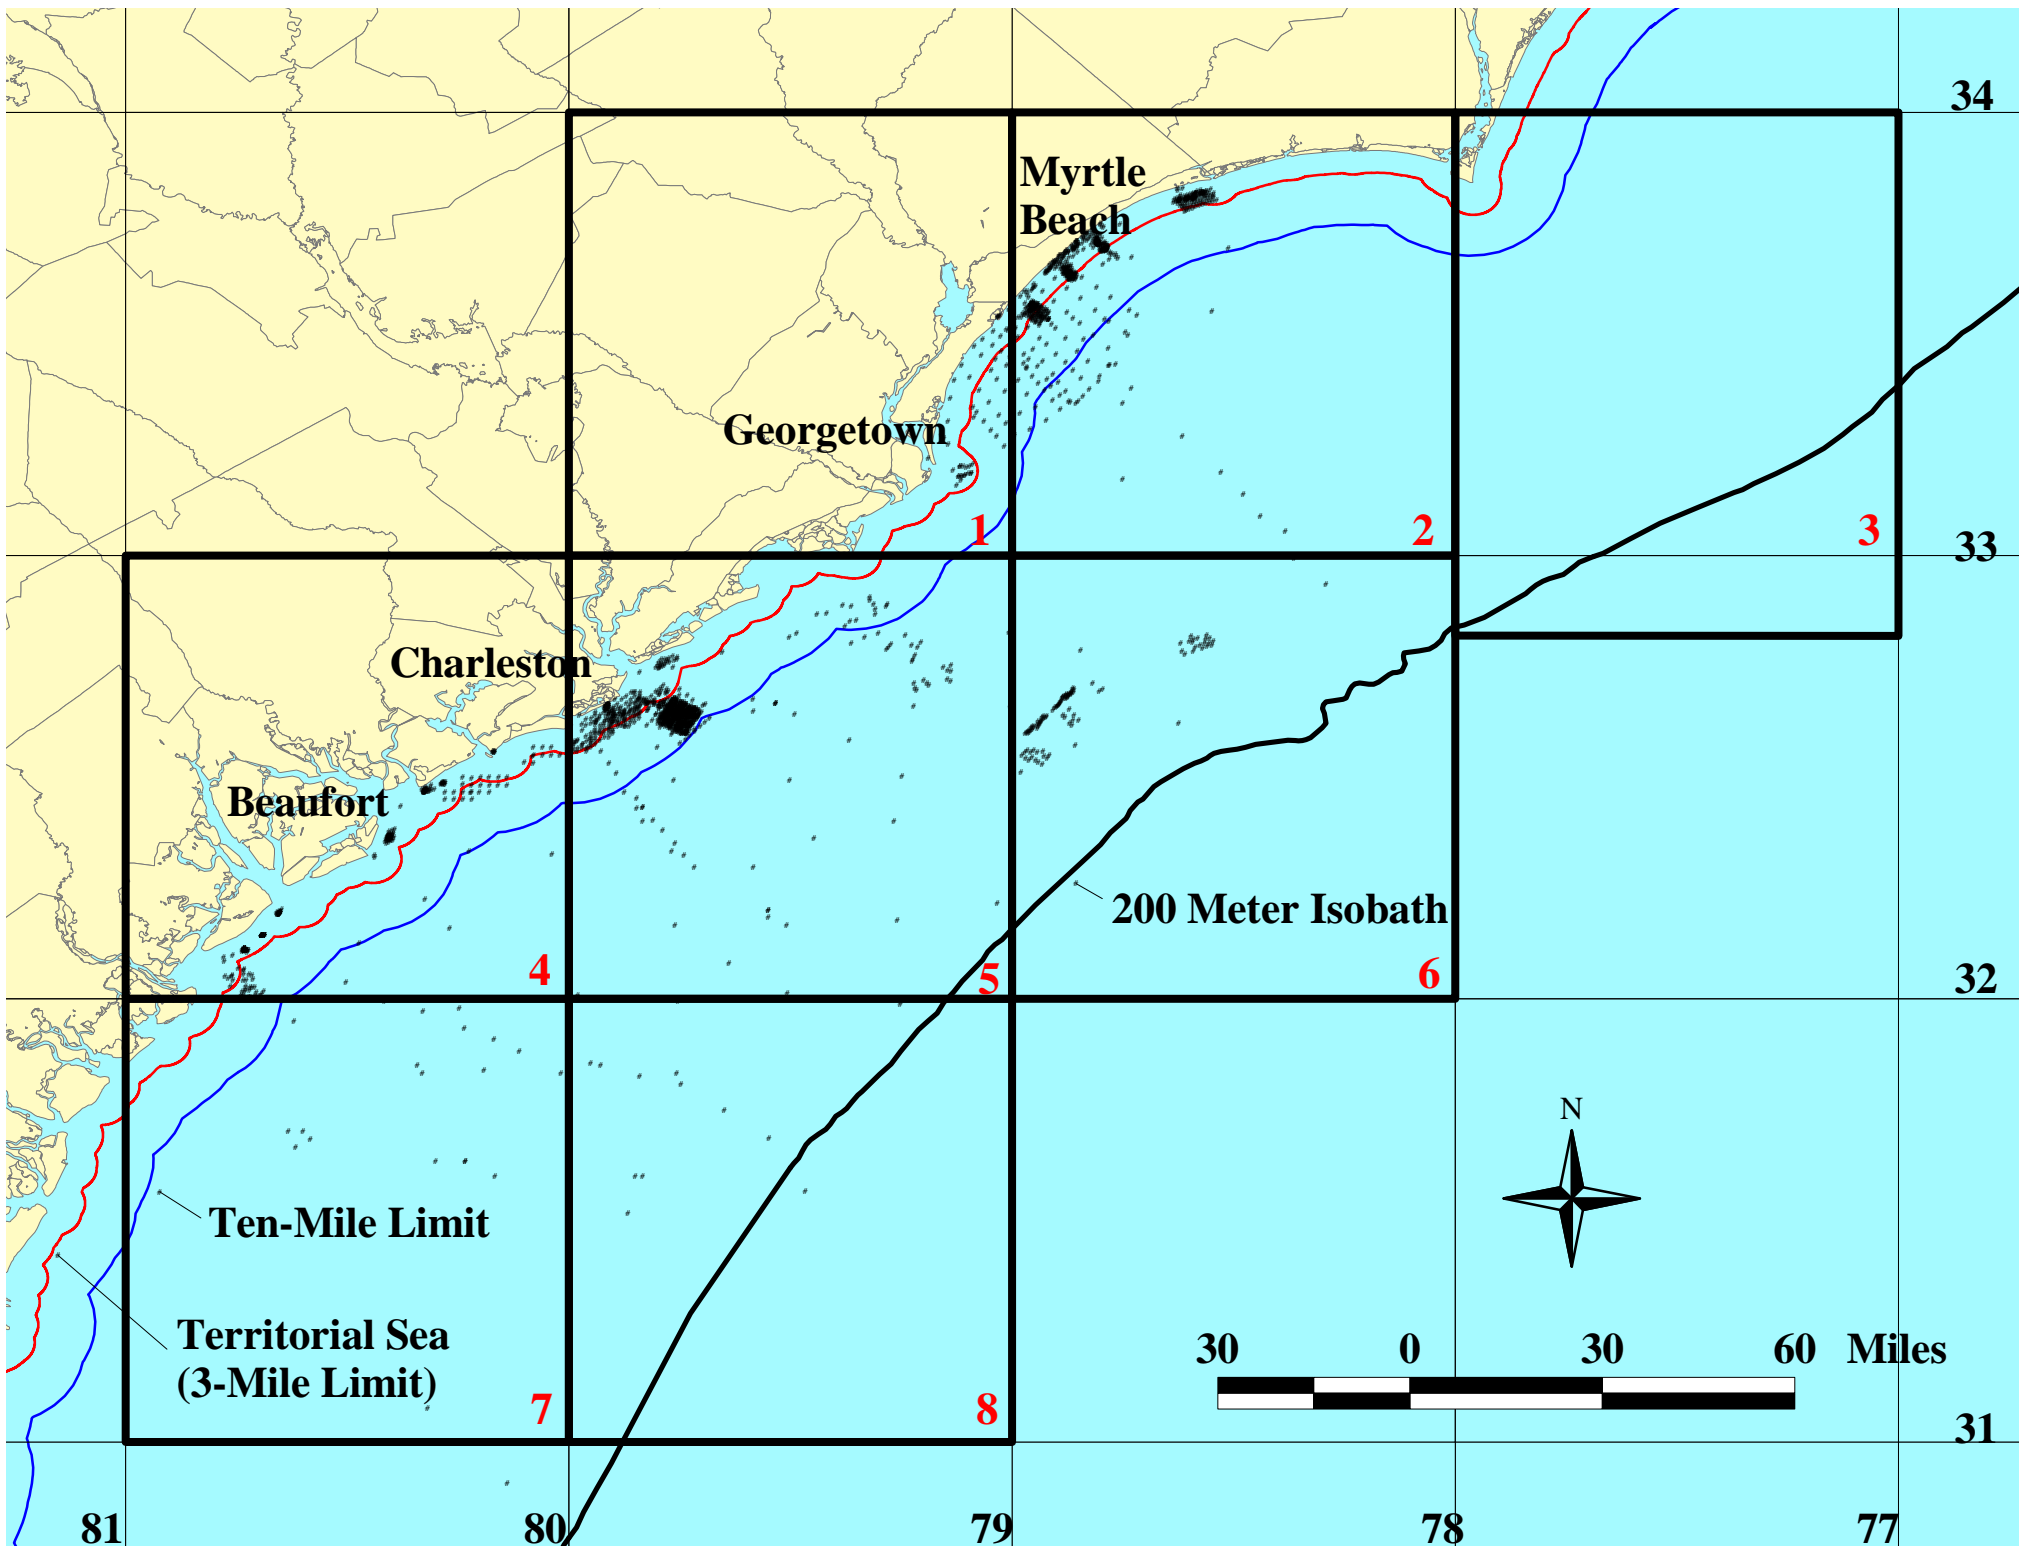 34
Myrtle
Beach
Georgetown
1
2
3
33
Charleston
Beaufort
200 Meter Isobath
4
5
6
32
N
Ten-Mile Limit
Territorial Sea
(3-Mile Limit)
30 0 30 60 Miles
7
8
31
81 80 79 78 77